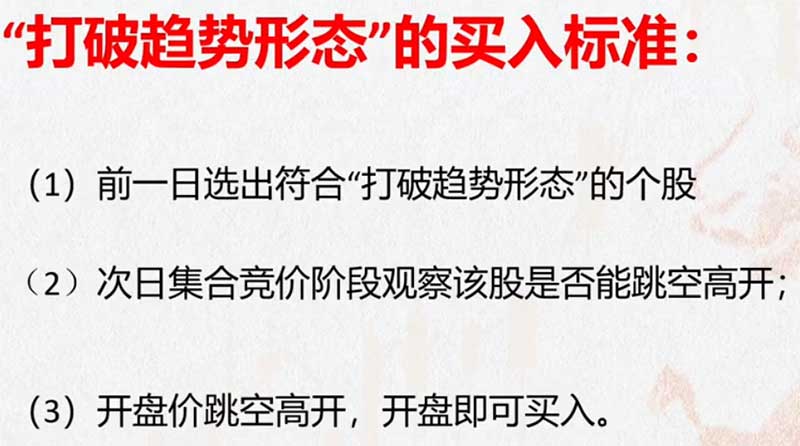 “打破趋势形态”的买入标准：
（1）前一日选出符合“打破趋势形态”的个股
（2）次日集合竞价阶段观察该股是否能跳空高开；
（3）开盘价跳空高开，开盘即可买入。